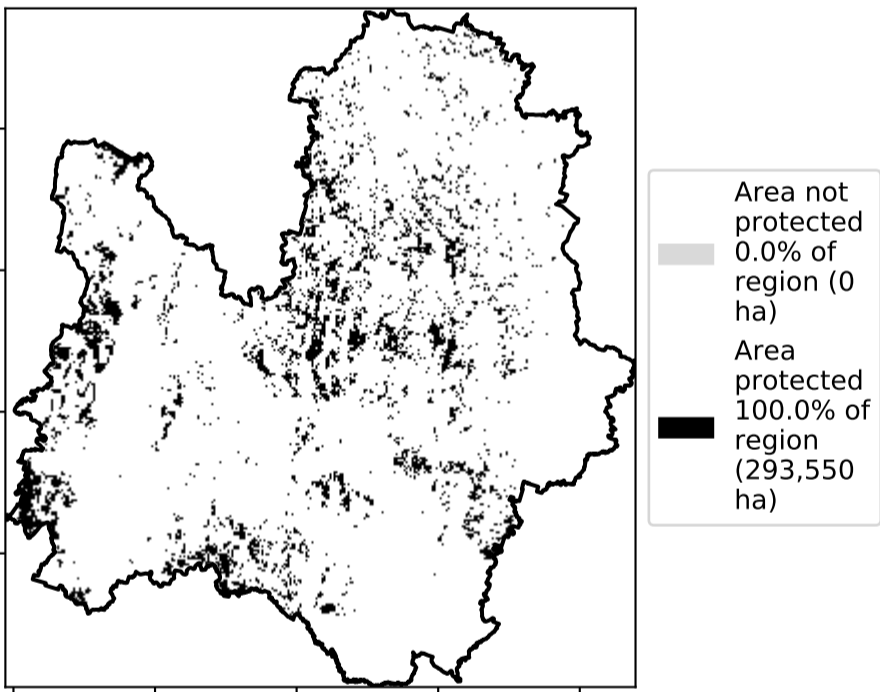 Area not
protected
0.0% of
region (0
ha)
Area
protected
100.0% of
region
(293,550
ha)